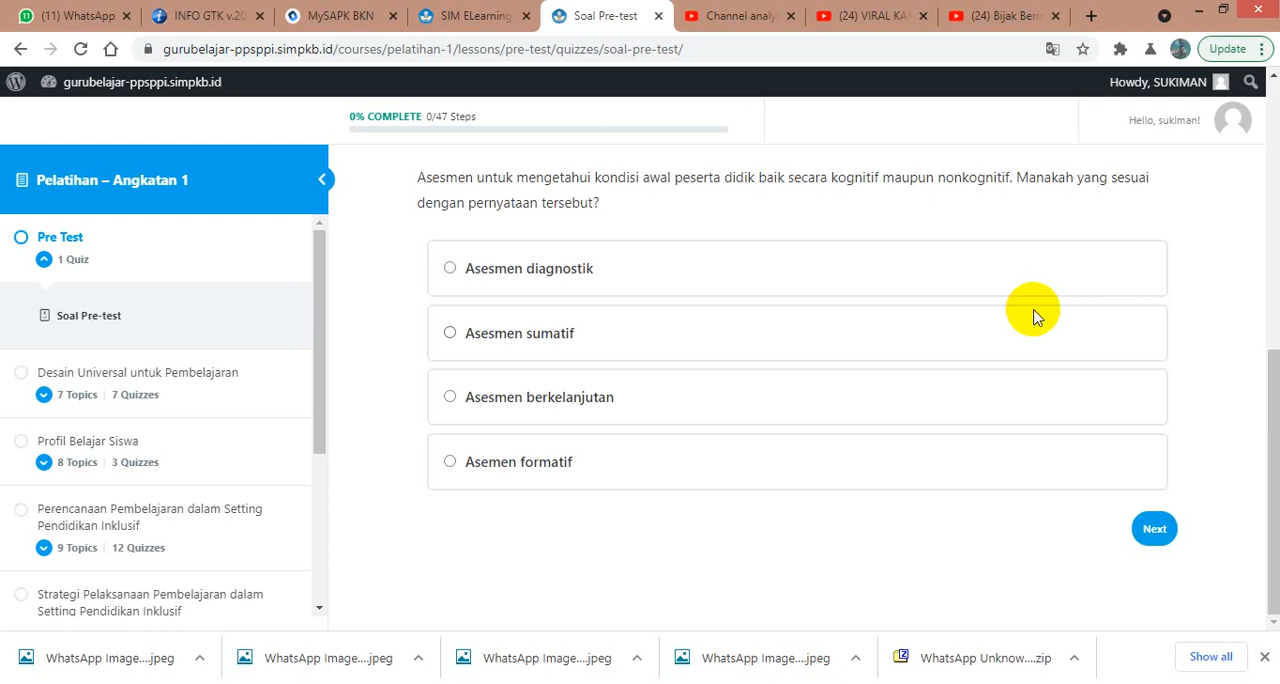 (11) WhatsApp
INFO GTK v.20
MySAPK BKN
SIM ELearning
Soal Pre-test
Channel analy
(24) VIRAL KA
(24) Bijak Ber
gurubelajar-ppsppi.simpkb.id/courses/pelatihan-1/lessons/pre-test/quizzes/soal-pre-test/
Update
gurubelajar-ppsppi.simpkb.id
Howdy, SUKIMAN
0% COMPLETE 0/47 Steps
Hello, sukiman!
Pelatihan – Angkatan 1
Pre Test
1 Quiz
Soal Pre-test
Desain Universal untuk Pembelajaran
7 Topics | 7 Quizzes
Profil Belajar Siswa
8 Topics | 3 Quizzes
Perencanaan Pembelajaran dalam Setting
Pendidikan Inklusif
9 Topics | 12 Quizzes
Strategi Pelaksanaan Pembelajaran dalam
Setting Pendidikan Inklusif
Asesmen untuk mengetahui kondisi awal peserta didik baik secara kognitif maupun nonkognitif. Manakah yang sesuai
dengan pernyataan tersebut?
Asesmen diagnostik
Asesmen sumatif
Asesmen berkelanjutan
Asemen formatif
Next
WhatsApp Image....jpeg
WhatsApp Image....jpeg
WhatsApp Image....jpeg
WhatsApp Image....jpeg
WhatsApp Unknow....zip
Show all